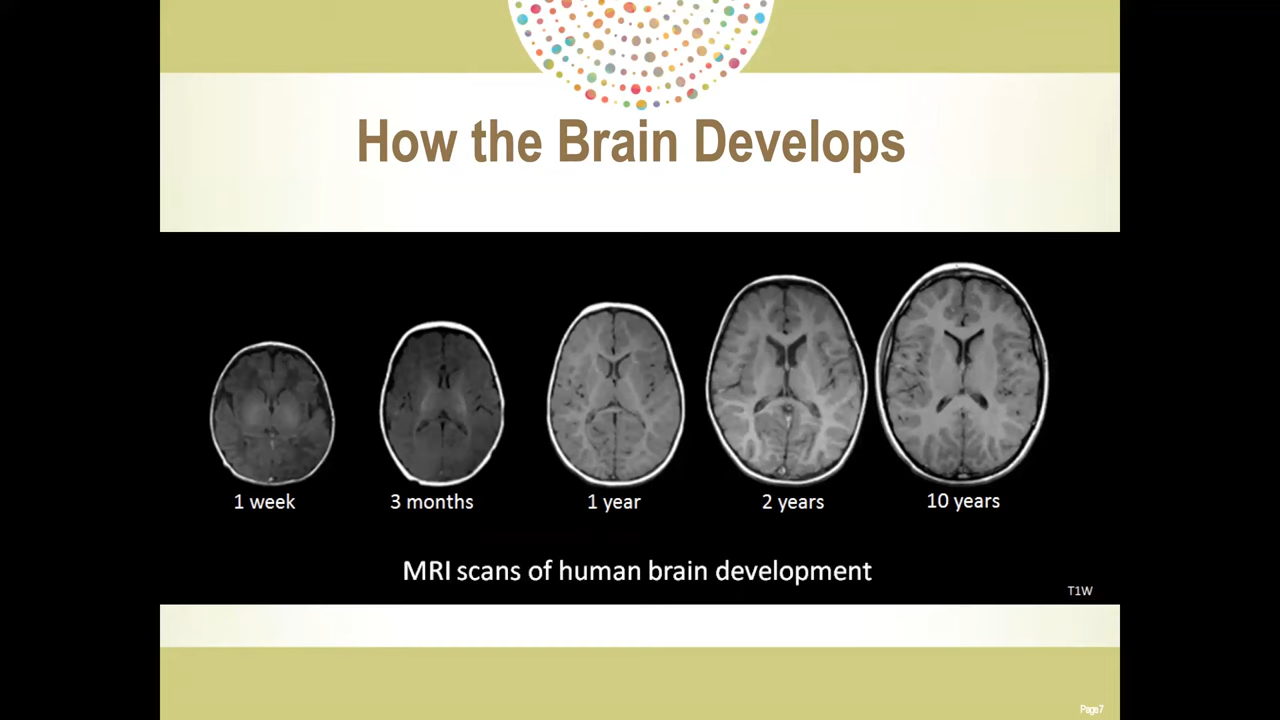 How the Brain Develops
1 week
3 months
1 year
2 years
10 years
MRI scans of human brain development
T1W
Page7